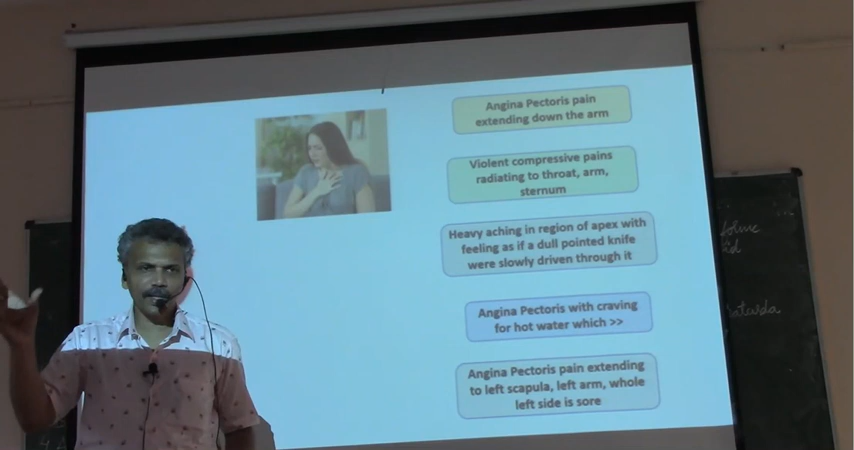 Angina Pectoris pain
extending down the arm
Violent compressive pains
radiating to throat, arm,
sternum
Heavy aching in region of apex with
feeling as if a dull pointed knife
were slowly driven through it
Angina Pectoris with craving
for hot water which >>
Angina Pectoris pain extending
to left scapula, left arm, whole
left side is sore